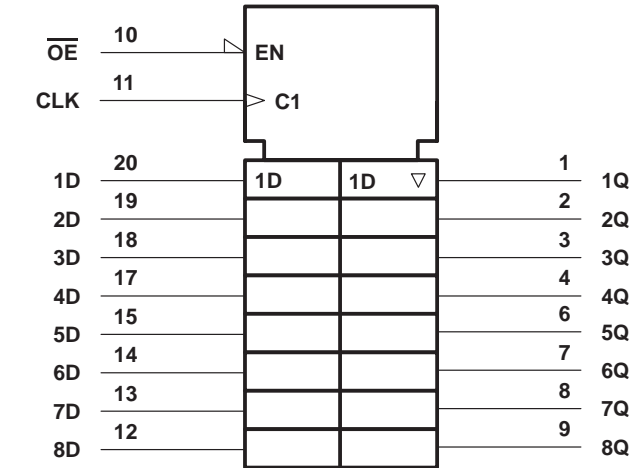 OE 10 EN
CLK 11 C1
1D 20 1D 1D 1 1Q
2D 19 2 2Q
3D 18 3 3Q
4D 17 4 4Q
5D 15 6 5Q
6D 14 7 6Q
7D 13 8 7Q
8D 12 9 8Q